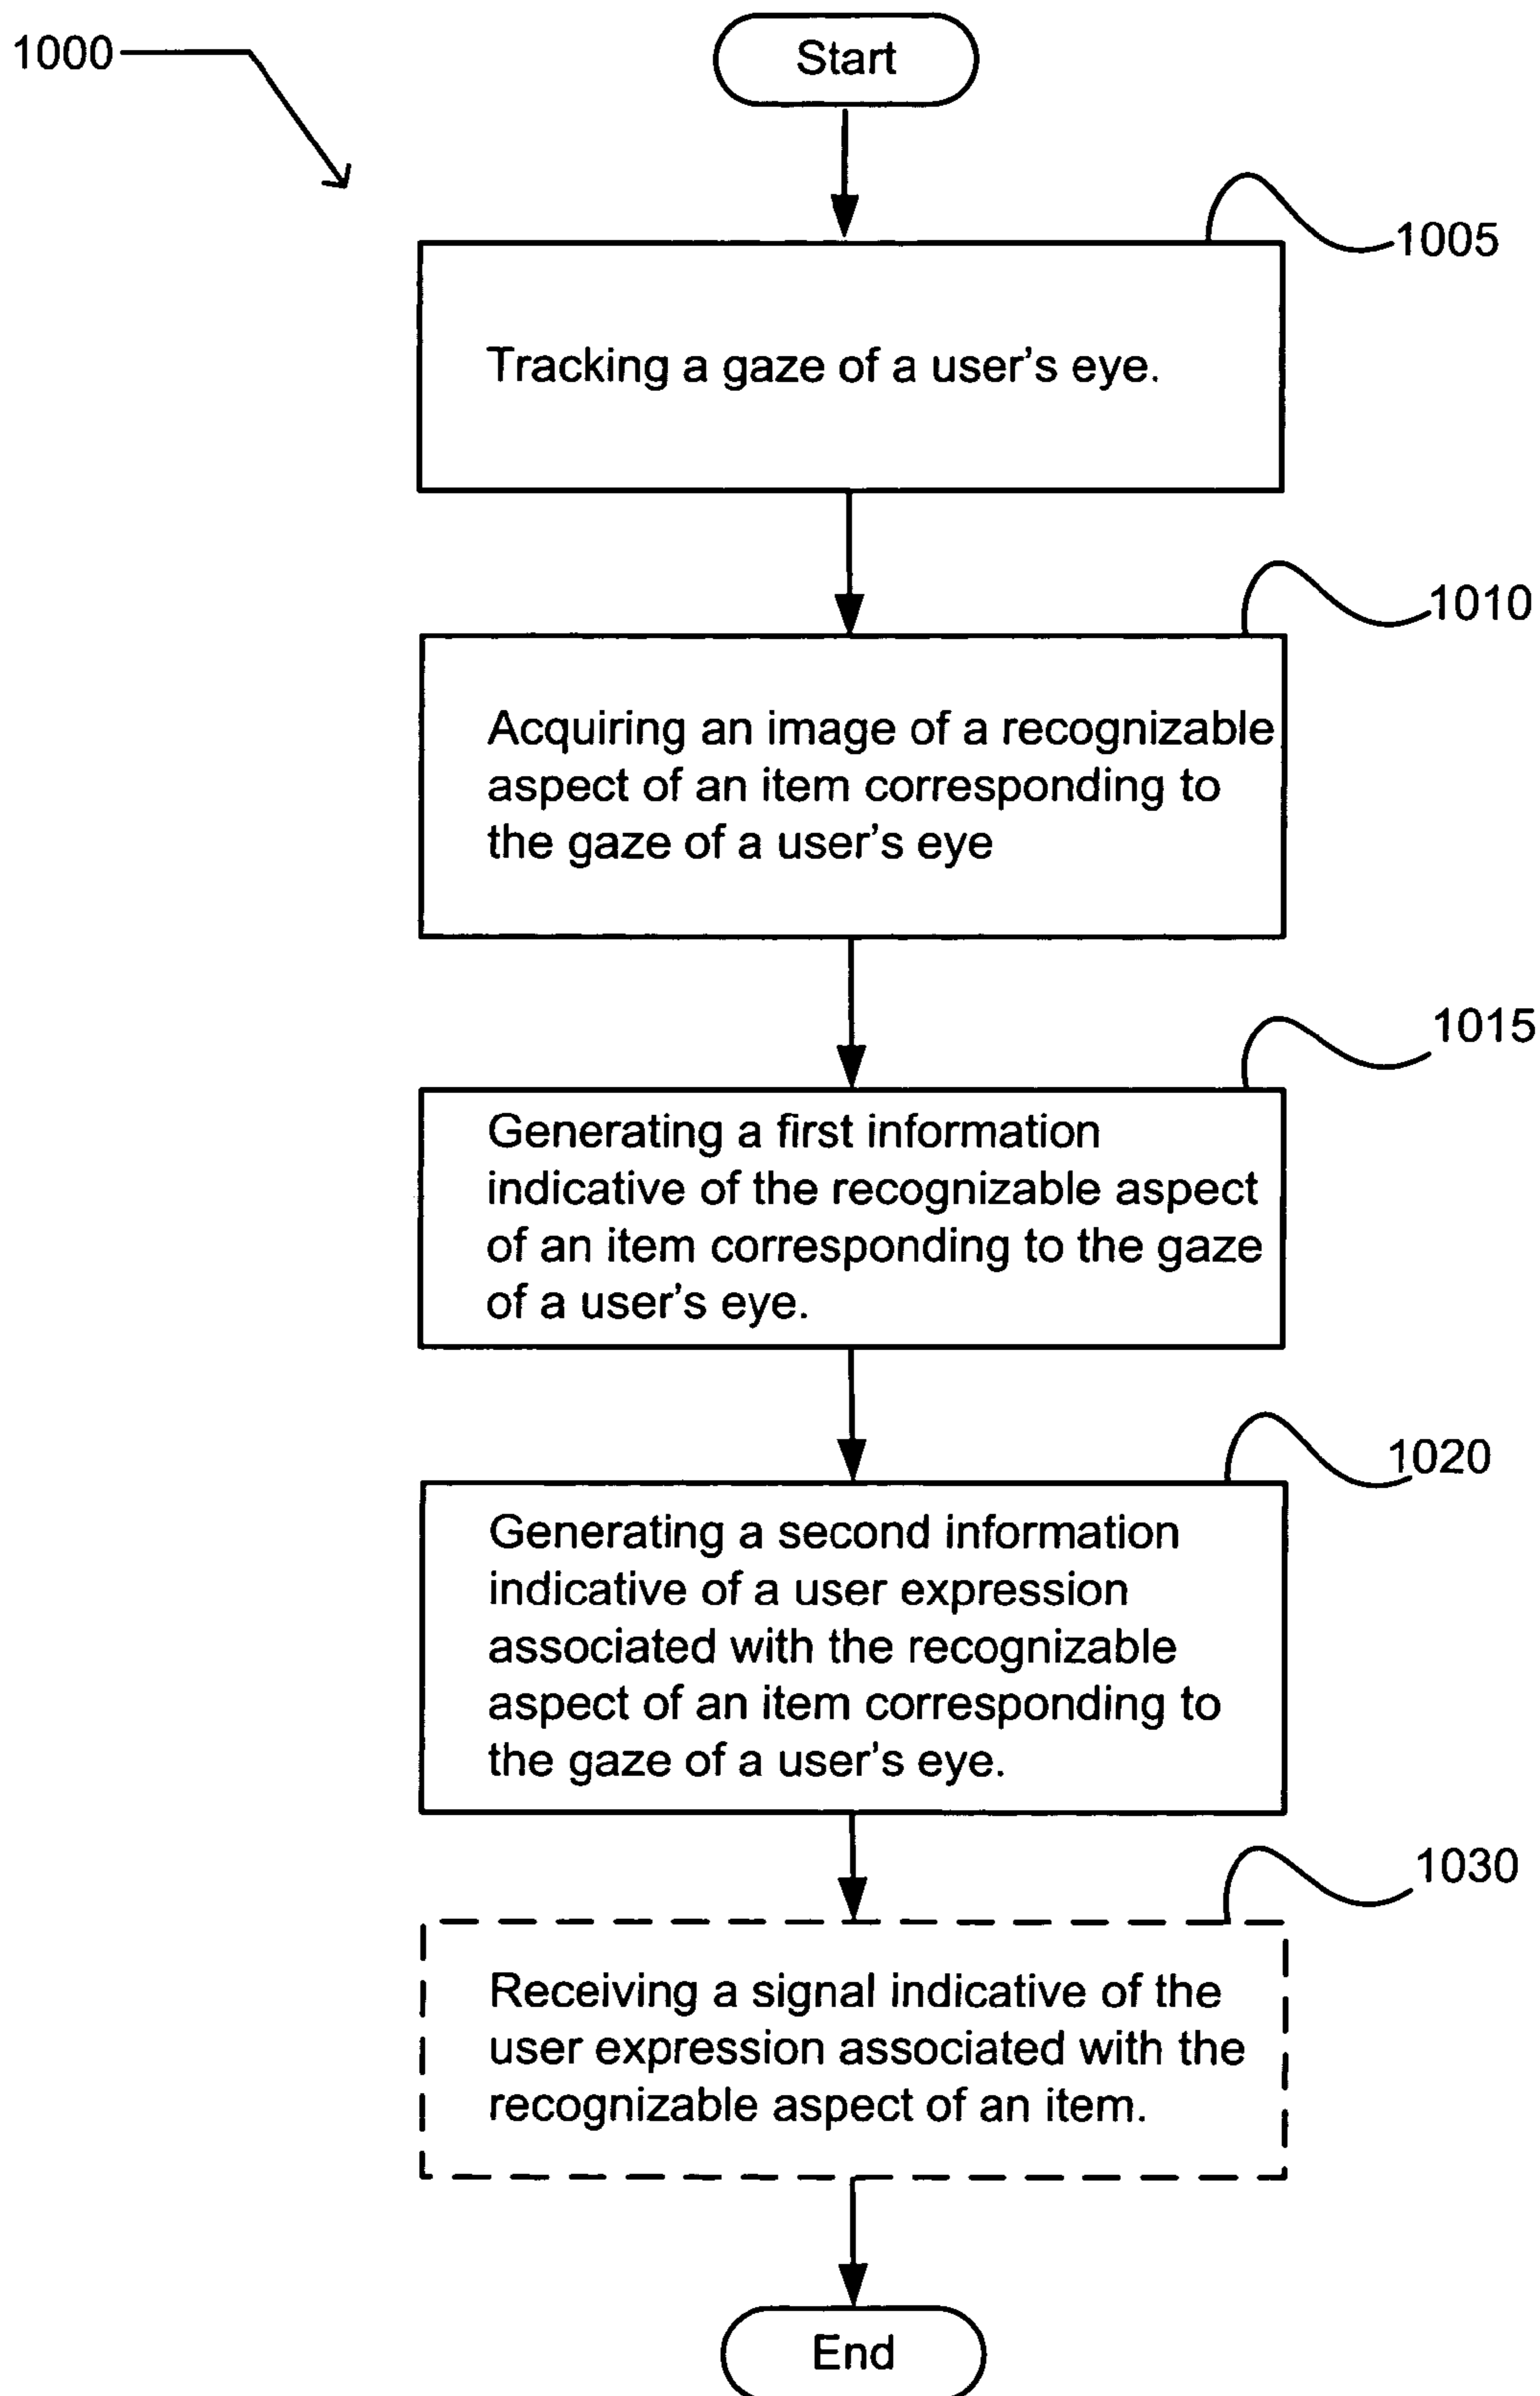 1000
Start
1005
Tracking a gaze of a user's eye.
1010
Acquiring an image of a recognizable
aspect of an item corresponding to
the gaze of a user's eye
1015
Generating a first information
indicative of the recognizable aspect
of an item corresponding to the gaze
of a user's eye.
1020
Generating a second information
indicative of a user expression
associated with the recognizable
aspect of an item corresponding to
the gaze of a user's eye.
1030
Receiving a signal indicative of the
user expression associated with the
recognizable aspect of an item.
End